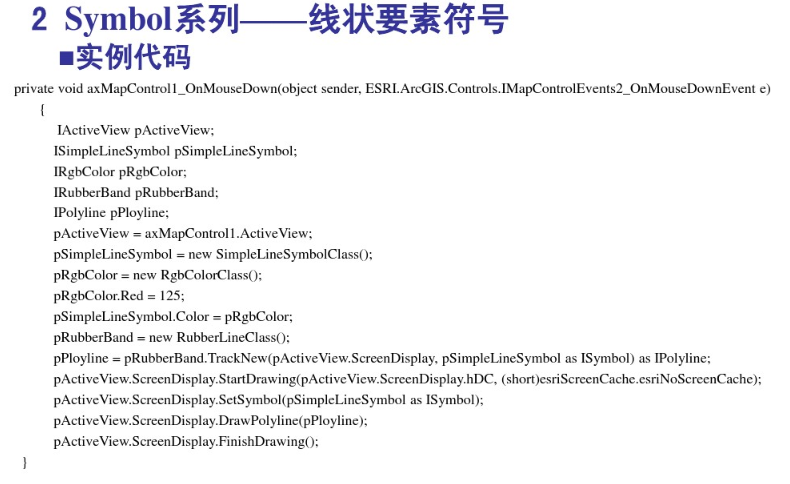 2 Symbol系列——线状要素符号
■实例代码
private void axMapControl1_OnMouseDown(object sender, ESRI.ArcGIS.Controls.IMapControlEvents2_OnMouseDownEvent e)
{
IActiveView pActiveView;
ISimpleLineSymbol pSimpleLineSymbol;
IRgbColor pRgbColor;
IRubberBand pRubberBand;
IPolyline pPloyline;
pActiveView = axMapControl1.ActiveView;
pSimpleLineSymbol = new SimpleLineSymbolClass();
pRgbColor = new RgbColorClass();
pRgbColor.Red = 125;
pSimpleLineSymbol.Color = pRgbColor;
pRubberBand = new RubberLineClass();
pPloyline = pRubberBand.TrackNew(pActiveView.ScreenDisplay, pSimpleLineSymbol as ISymbol) as IPolyline;
pActiveView.ScreenDisplay.StartDrawing(pActiveView.ScreenDisplay.hDC, (short)esriScreenCache.esriNoScreenCache);
pActiveView.ScreenDisplay.SetSymbol(pSimpleLineSymbol as ISymbol);
pActiveView.ScreenDisplay.DrawPolyline(pPloyline);
pActiveView.ScreenDisplay.FinishDrawing();
}